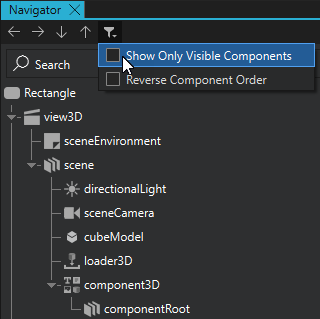 Navigator
Show Only Visible Components
Search
Reverse Component Order
Rectangle
view3D
sceneEnvironment
scene
directionalLight
sceneCamera
cubeModel
loader3D
component3D
componentRoot